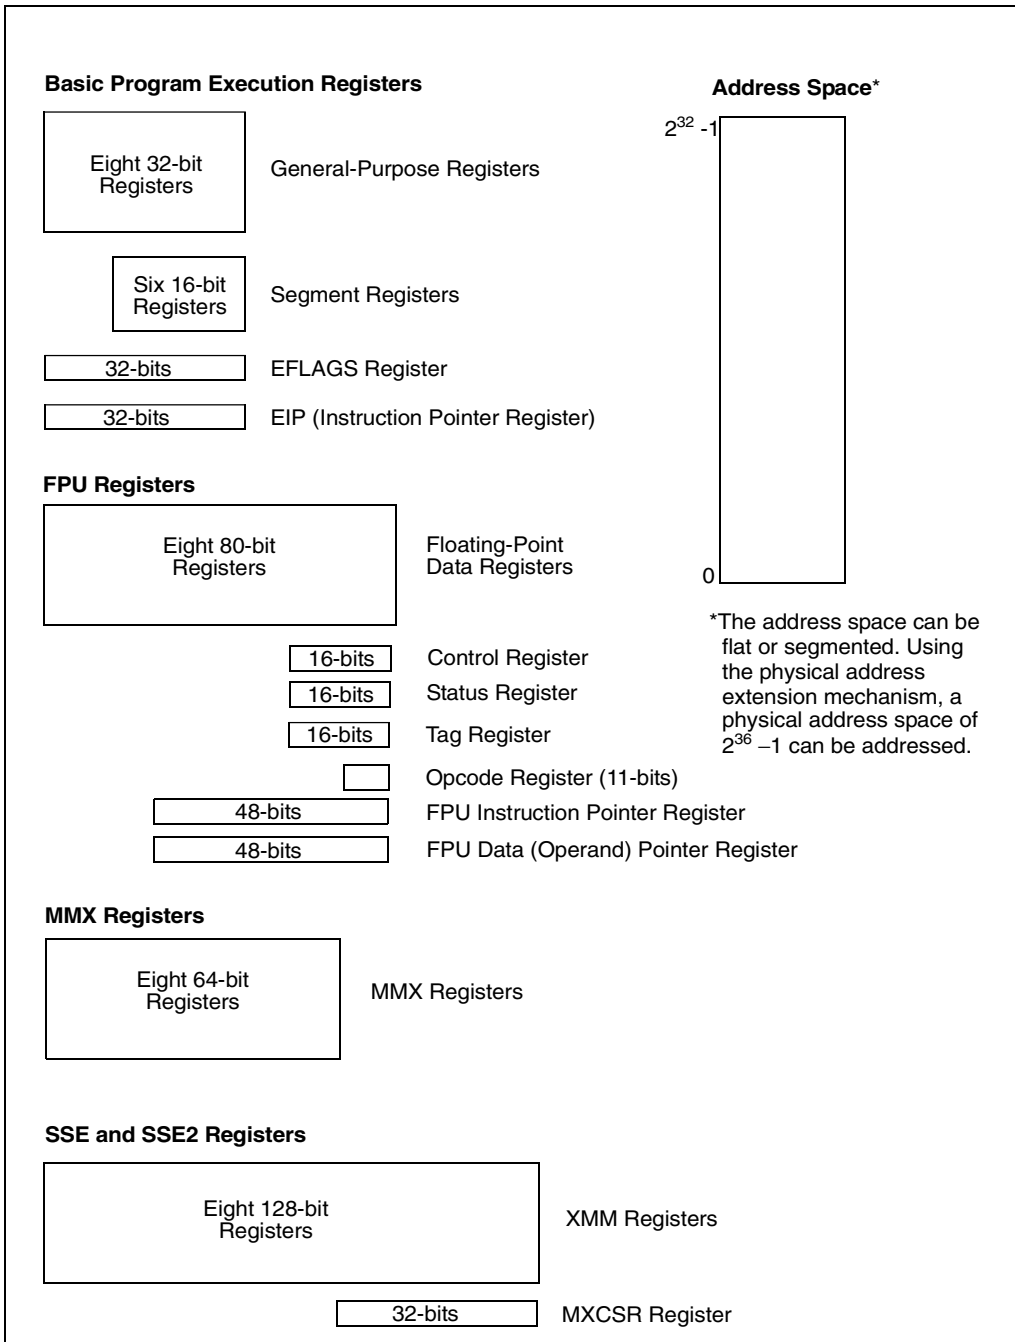 Basic Program Execution Registers
Eight 32-bit
Registers
General-Purpose Registers
Six 16-bit
Registers
Segment Registers
32-bits
EFLAGS Register
32-bits
EIP (Instruction Pointer Register)
FPU Registers
Eight 80-bit
Registers
Floating-Point
Data Registers
16-bits
Control Register
16-bits
Status Register
16-bits
Tag Register
Opcode Register (11-bits)
48-bits
FPU Instruction Pointer Register
48-bits
FPU Data (Operand) Pointer Register
MMX Registers
Eight 64-bit
Registers
MMX Registers
SSE and SSE2 Registers
Eight 128-bit
Registers
XMM Registers
32-bits
MXCSR Register
Address Space*
2^32 -1
0
*The address space can be
flat or segmented. Using
the physical address
extension mechanism, a
physical address space of
2^36 –1 can be addressed.